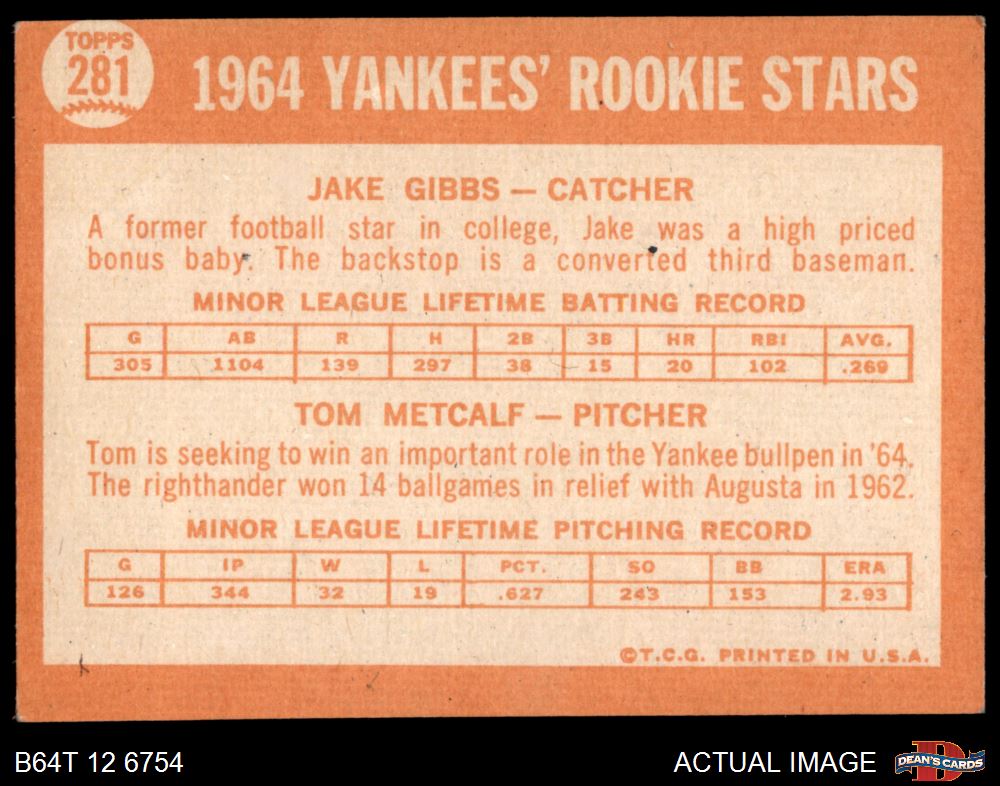 TOPPS
281
1964 YANKEES' ROOKIE STARS
JAKE GIBBS — CATCHER
A former football star in college, Jake was a high priced
bonus baby. The backstop is a converted third baseman.
MINOR LEAGUE LIFETIME BATTING RECORD
G AB R H 2B 3B HR RBI AVG.
305 1104 139 297 38 15 20 102 .269
TOM METCALF — PITCHER
Tom is seeking to win an important role in the Yankee bullpen in '64.
The righthander won 14 ballgames in relief with Augusta in 1962.
MINOR LEAGUE LIFETIME PITCHING RECORD
G IP W L PCT. SO BB ERA
126 344 32 19 .627 243 153 2.93
©T.C.G. PRINTED IN U.S.A.
B64T 12 6754
ACTUAL IMAGE
DEAN'S CARDS